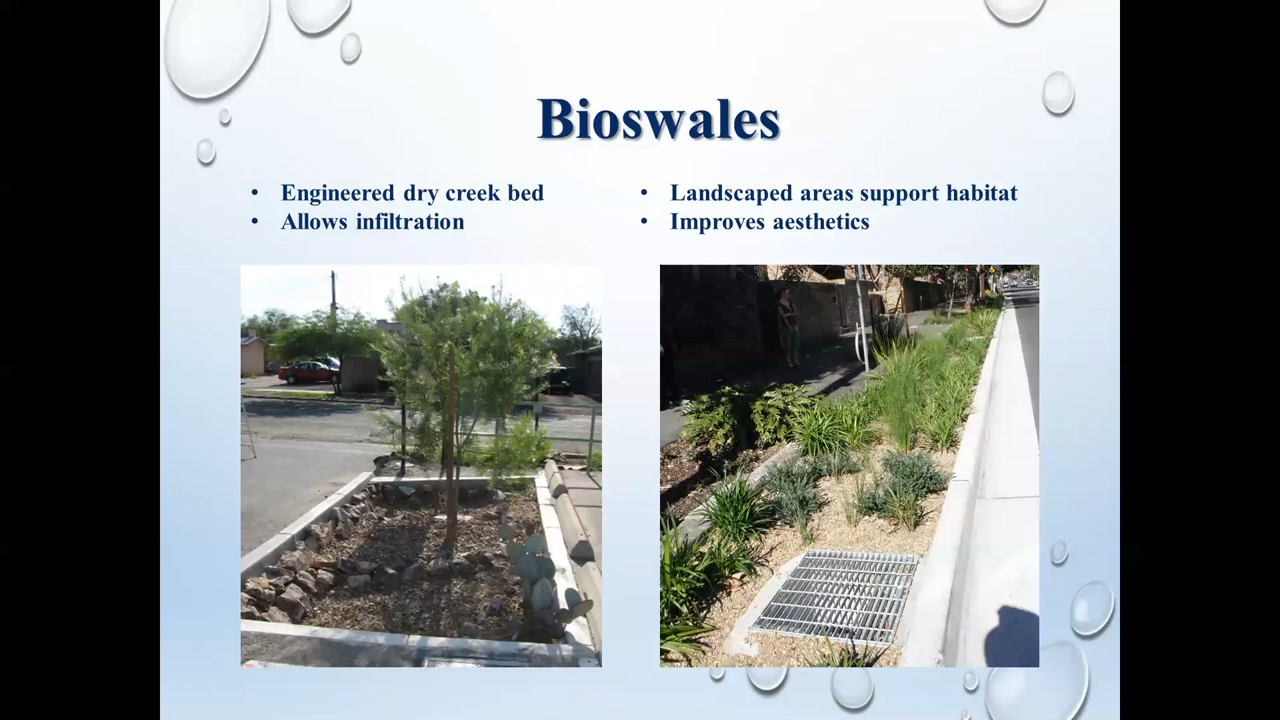 Bioswales
• Engineered dry creek bed
• Allows infiltration
• Landscaped areas support habitat
• Improves aesthetics